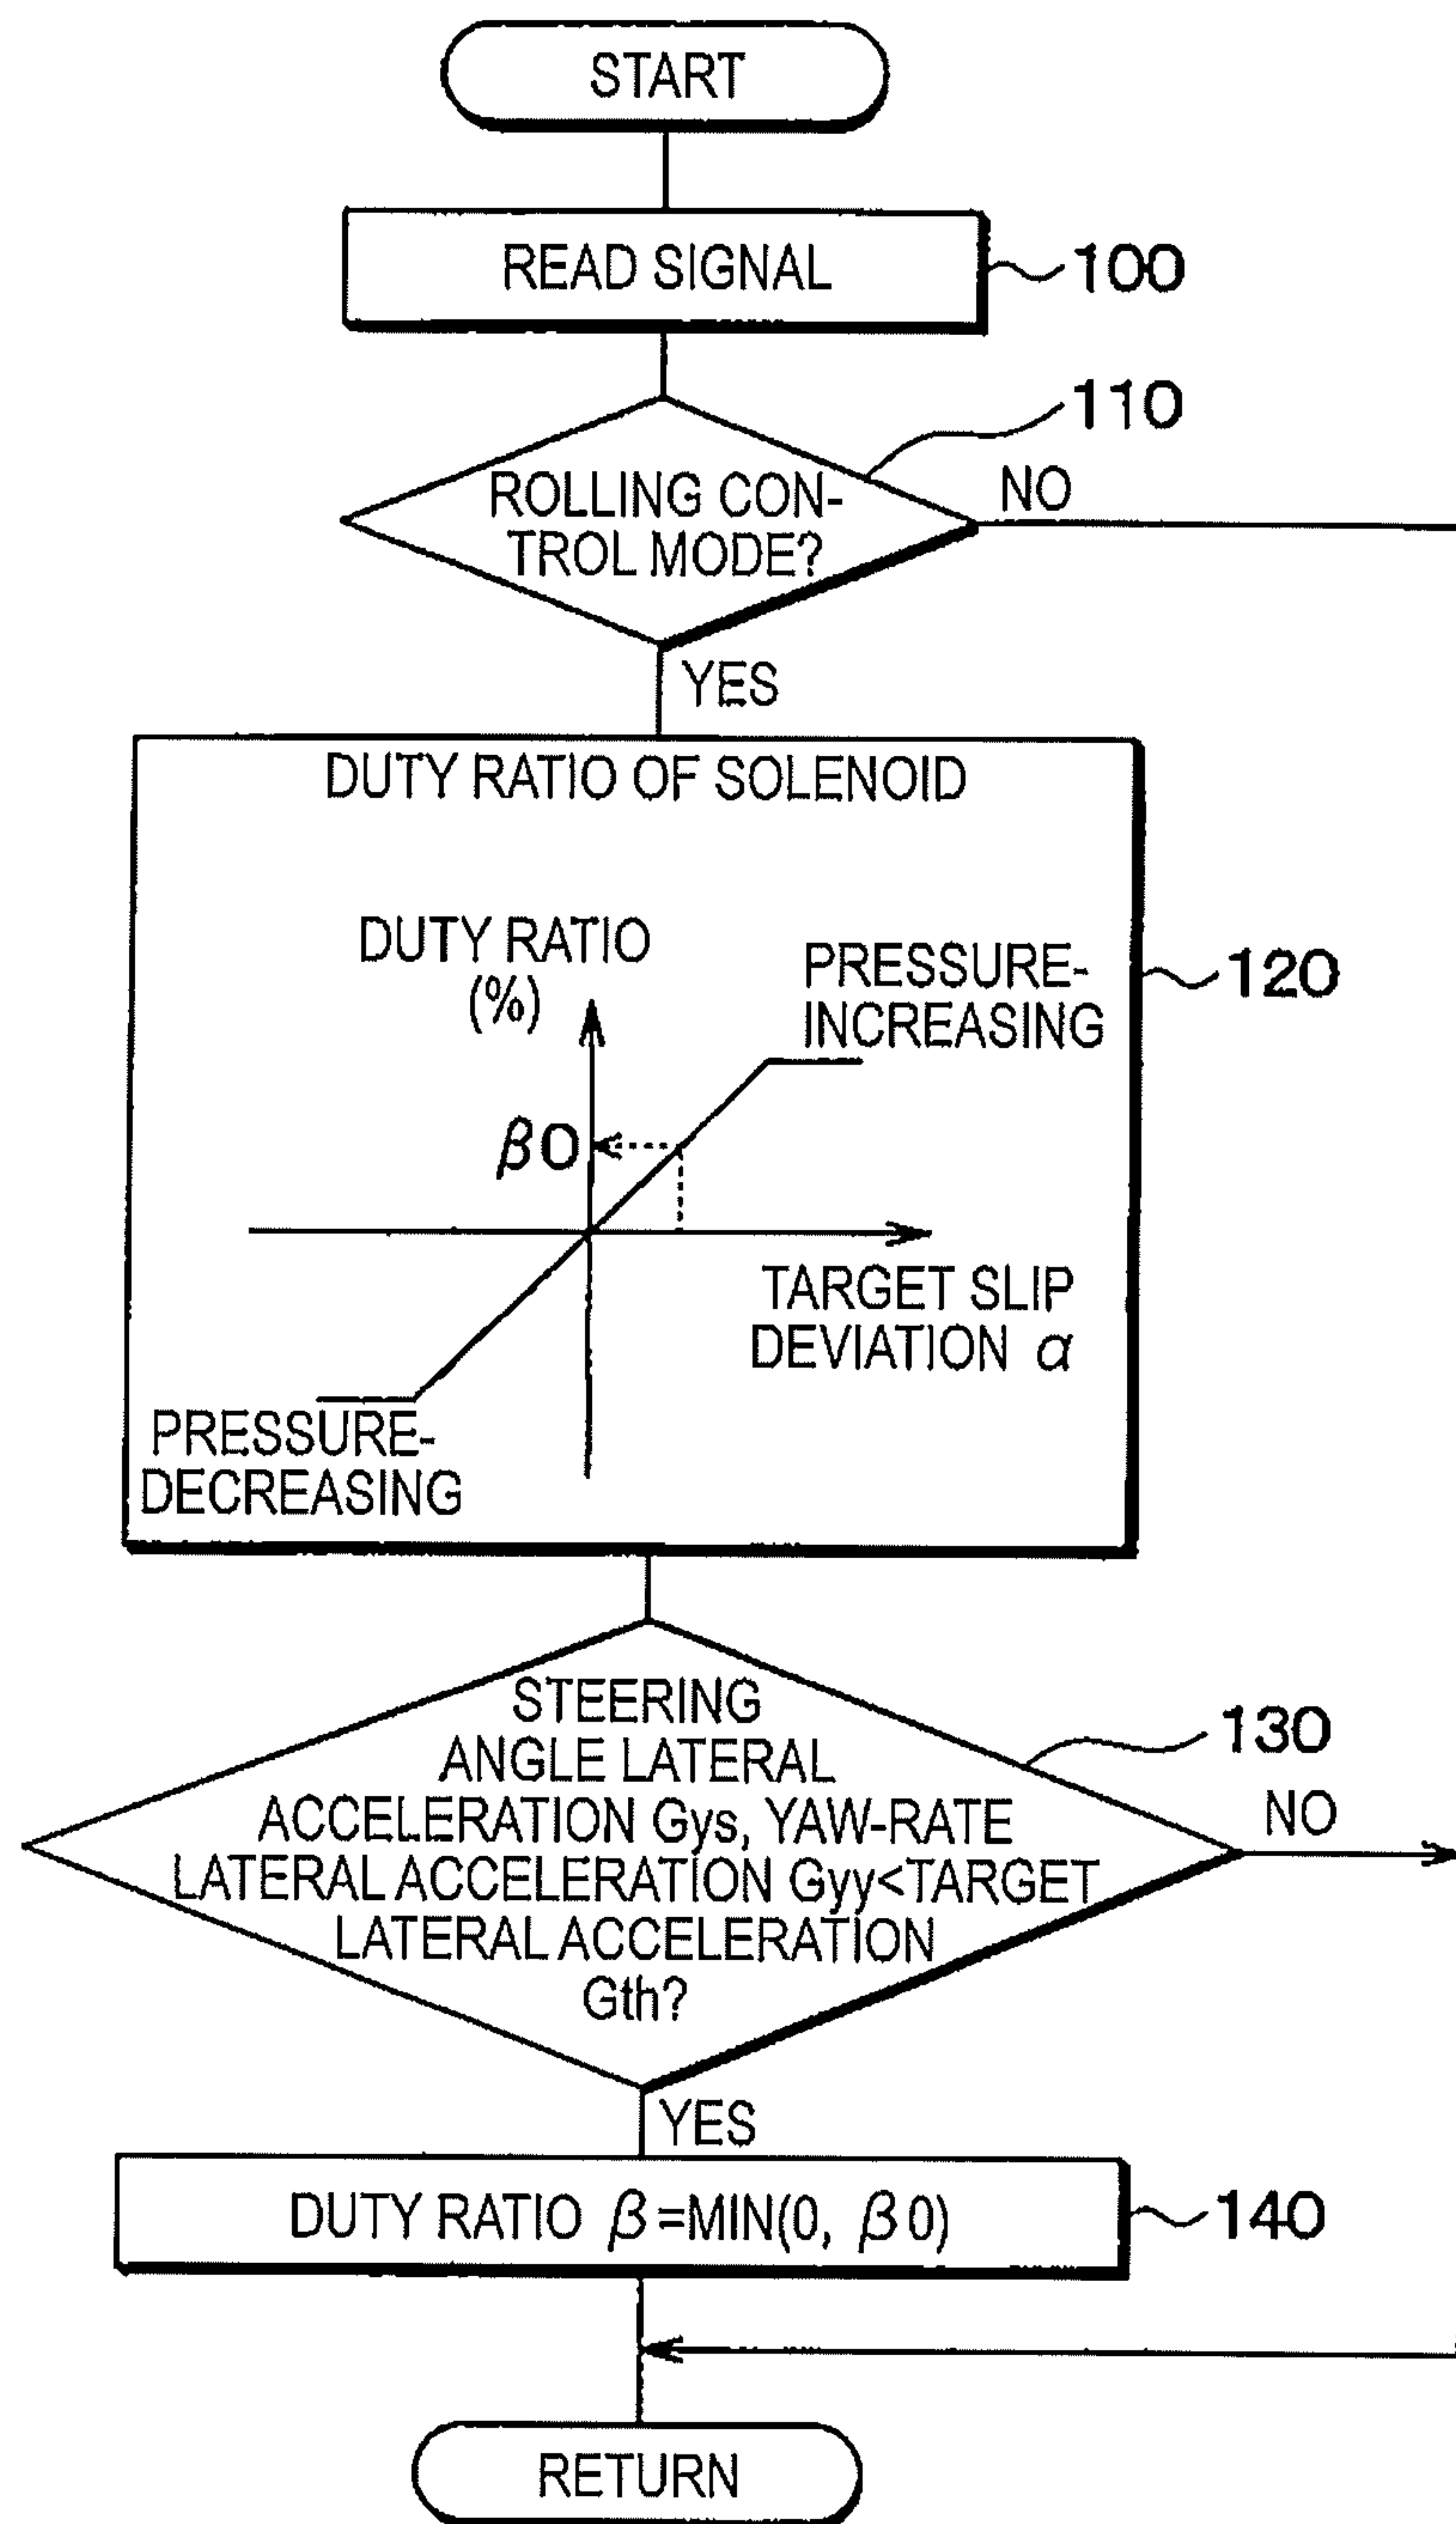 START
READ SIGNAL
100
110
ROLLING CON-
TROL MODE?
NO
YES
DUTY RATIO OF SOLENOID
DUTY RATIO
(%)
PRESSURE-
INCREASING
120
β0
TARGET SLIP
DEVIATION α
PRESSURE-
DECREASING
STEERING
ANGLE LATERAL
ACCELERATION Gys, YAW-RATE
LATERAL ACCELERATION Gyy<TARGET
LATERAL ACCELERATION
Gth?
130
NO
YES
DUTY RATIO β=MIN(0, β0)
140
RETURN